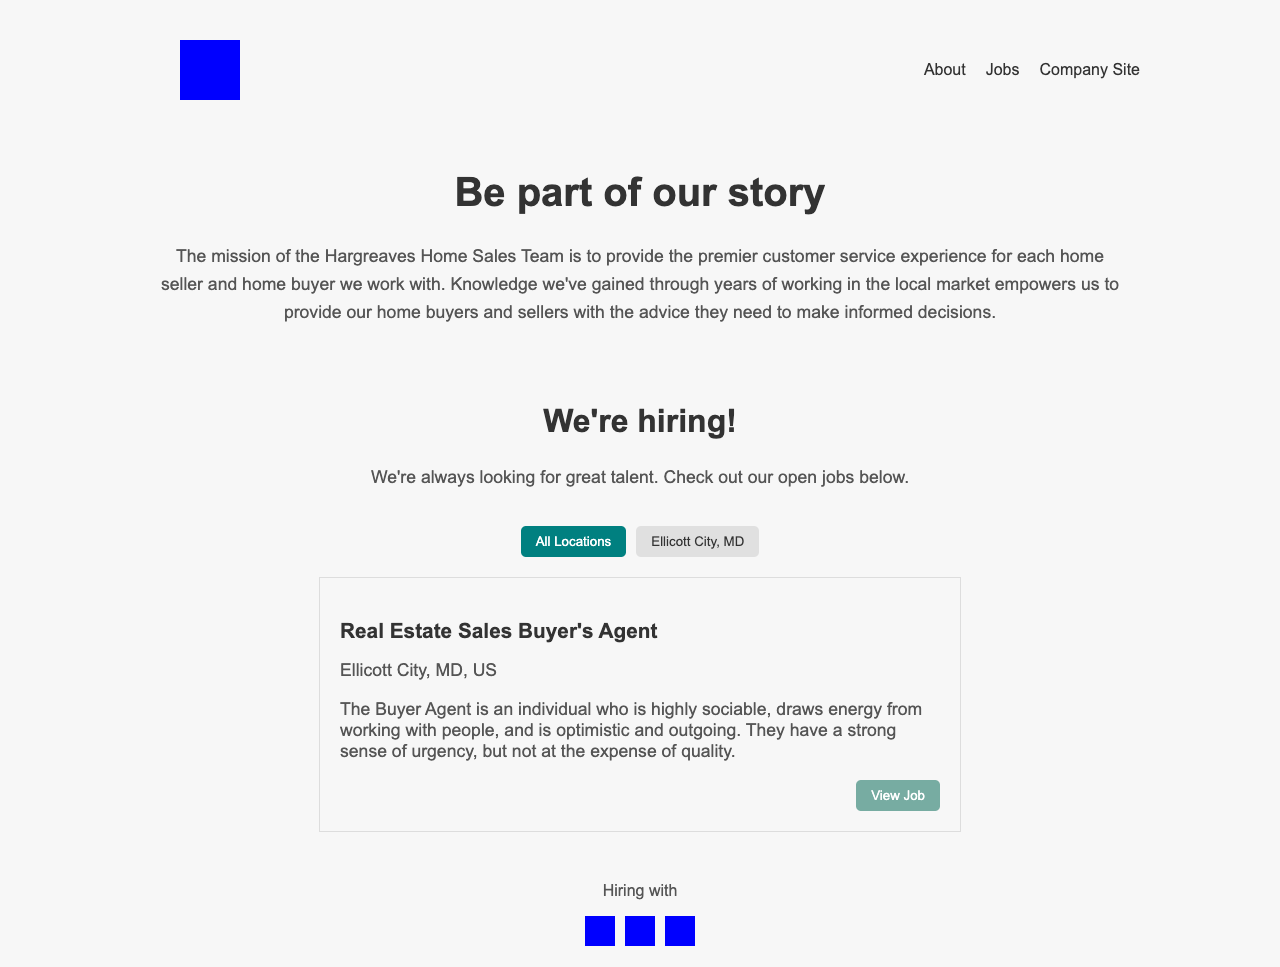 About Jobs Company Site
Be part of our story
The mission of the Hargreaves Home Sales Team is to provide the premier customer service experience for each home
seller and home buyer we work with. Knowledge we've gained through years of working in the local market empowers us to
provide our home buyers and sellers with the advice they need to make informed decisions.
We're hiring!
We're always looking for great talent. Check out our open jobs below.
All Locations Ellicott City, MD
Real Estate Sales Buyer's Agent
Ellicott City, MD, US
The Buyer Agent is an individual who is highly sociable, draws energy from
working with people, and is optimistic and outgoing. They have a strong
sense of urgency, but not at the expense of quality.
View Job
Hiring with